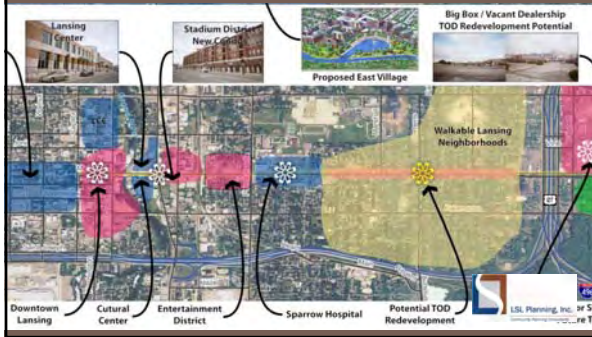 Lansing
Center
Stadium District
New Condos
Proposed East Village
Big Box / Vacant Dealership
TOD Redevelopment Potential
LCC
Walkable Lansing
Neighborhoods
Downtown
Lansing
Cutural
Center
Entertainment
District
Sparrow Hospital
Potential TOD
Redevelopment
LSL Planning, Inc.